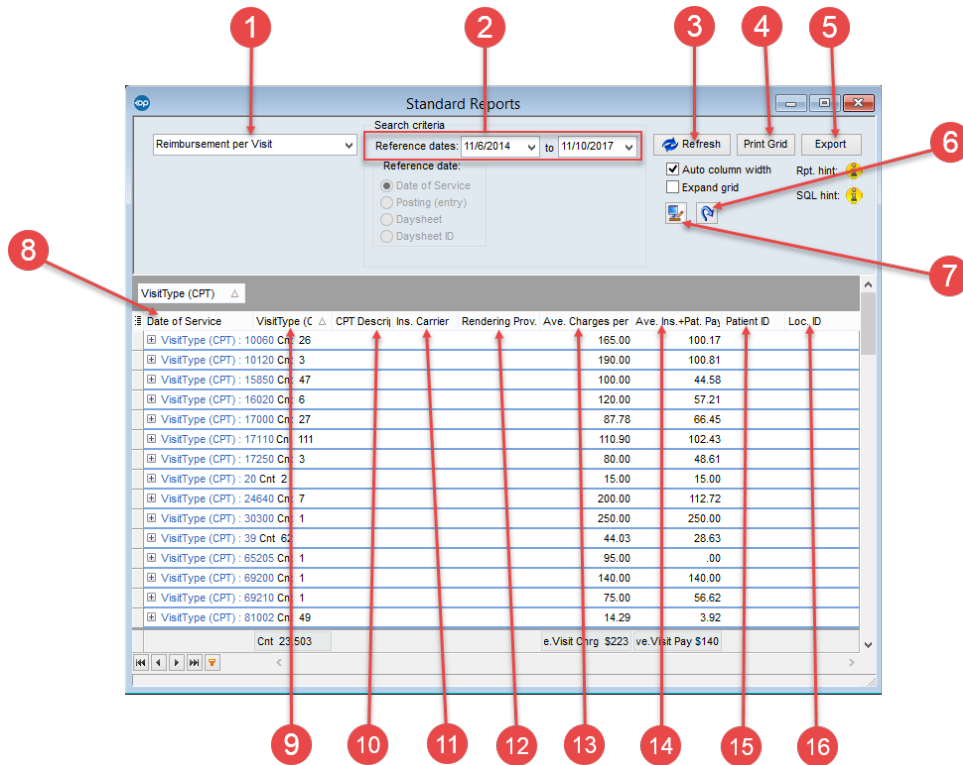 1 2 3 4 5
op Standard Reports
Search criteria
Reimbursement per Visit Reference dates: 11/6/2014 to 11/10/2017 Refresh Print Grid Export
6
Reference date: Auto column width Rpt. hint:
Date of Service Expand grid
SQL hint:
Posting (entry)
Daysheet
Daysheet ID
7
8
VisitType (CPT)
Date of Service VisitType (C CPT Descrip Ins. Carrier Rendering Prov. Ave. Charges per Ave. Ins.+Pat. Pay Patient ID Loc. ID
VisitType (CPT) : 10060 Cnt 26 165.00 100.17
VisitType (CPT) : 10120 Cnt 3 190.00 100.81
VisitType (CPT) : 15850 Cnt 47 100.00 44.58
VisitType (CPT) : 16020 Cnt 6 120.00 57.21
VisitType (CPT) : 17000 Cnt 27 87.78 66.45
VisitType (CPT) : 17110 Cnt 111 110.90 102.43
VisitType (CPT) : 17250 Cnt 3 80.00 48.61
VisitType (CPT) : 20 Cnt 2 15.00 15.00
VisitType (CPT) : 24640 Cnt 7 200.00 112.72
VisitType (CPT) : 30300 Cnt 1 250.00 250.00
VisitType (CPT) : 39 Cnt 62 44.03 28.63
VisitType (CPT) : 65205 Cnt 1 95.00 .00
VisitType (CPT) : 69200 Cnt 1 140.00 140.00
VisitType (CPT) : 69210 Cnt 1 75.00 56.62
VisitType (CPT) : 81002 Cnt 49 14.29 3.92
Cnt 23,503 e.Visit Chrg $223 ve.Visit Pay $140
9 10 11 12 13 14 15 16